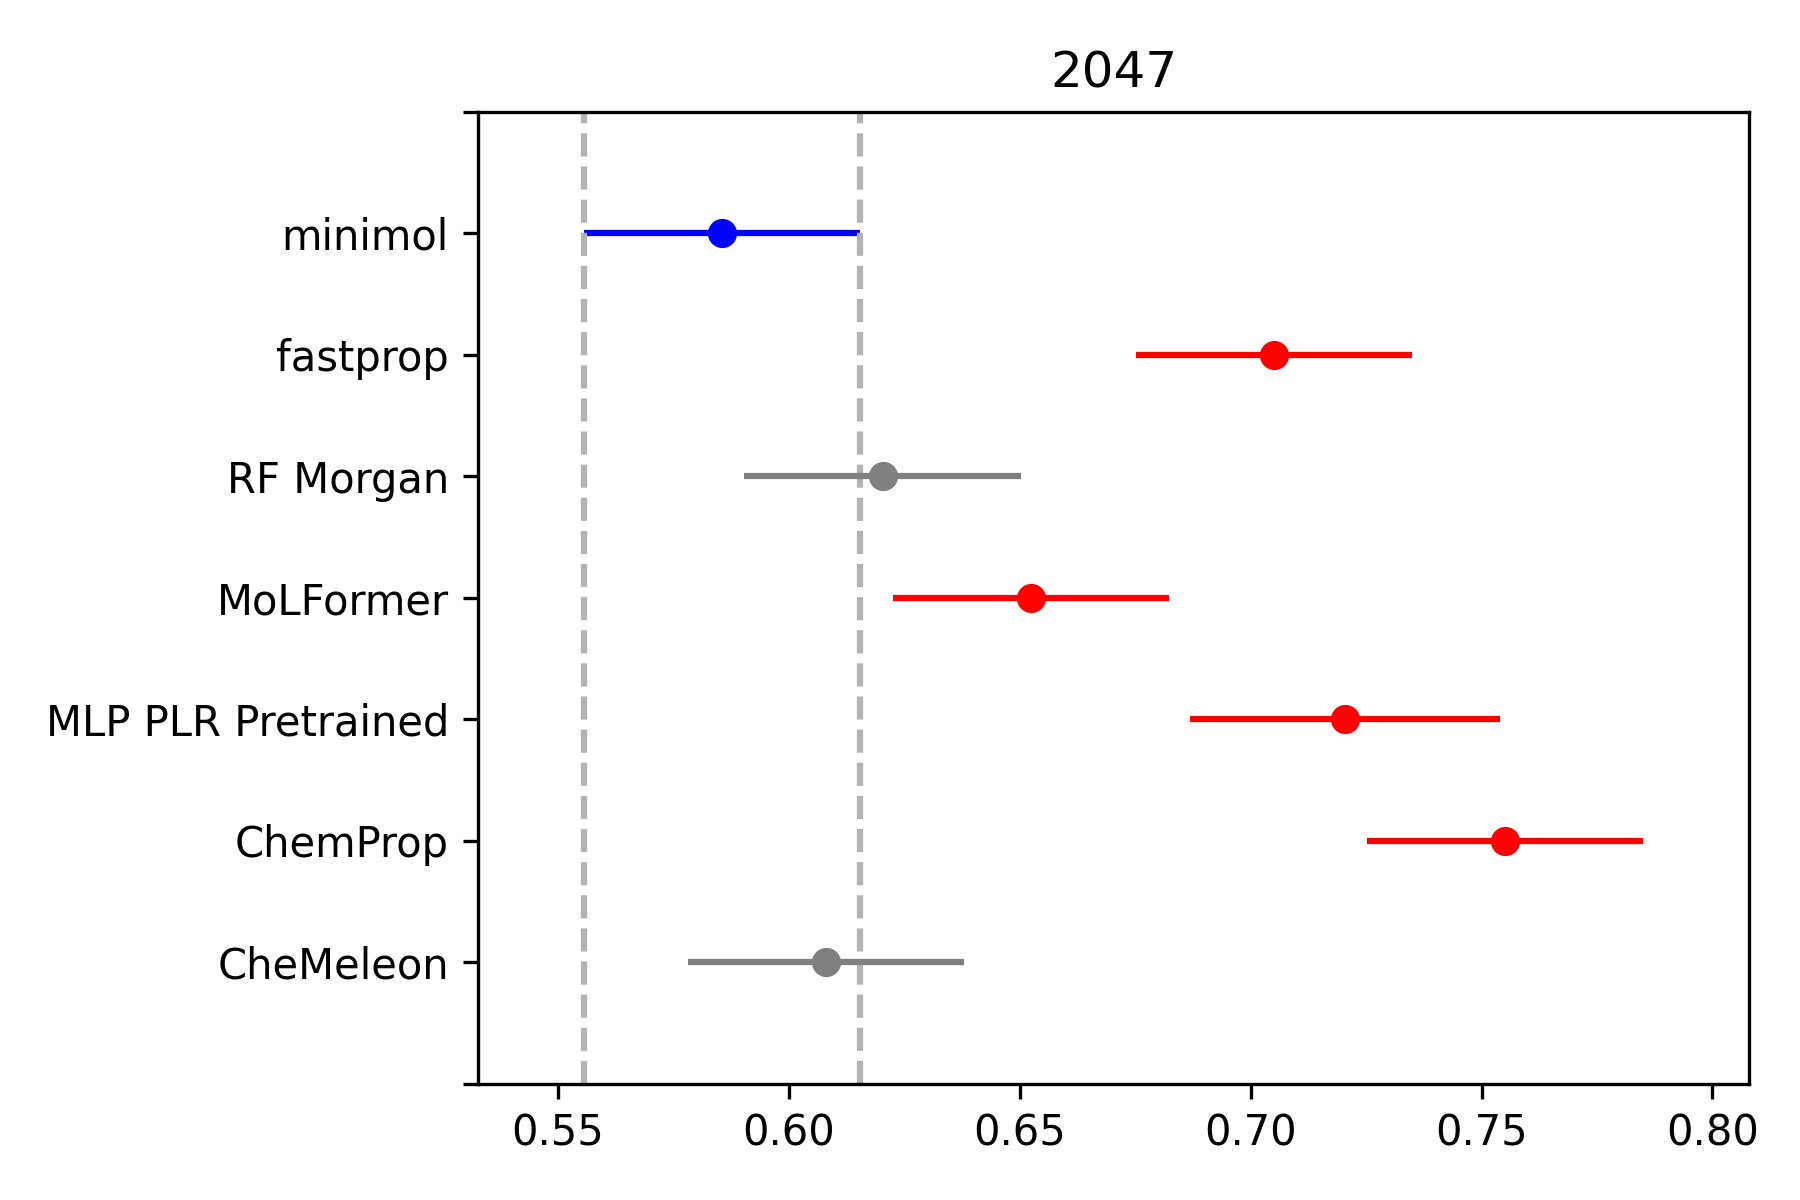 2047
minimol
fastprop
RF Morgan
MoLFormer
MLP PLR Pretrained
ChemProp
CheMeleon
0.55 0.60 0.65 0.70 0.75 0.80